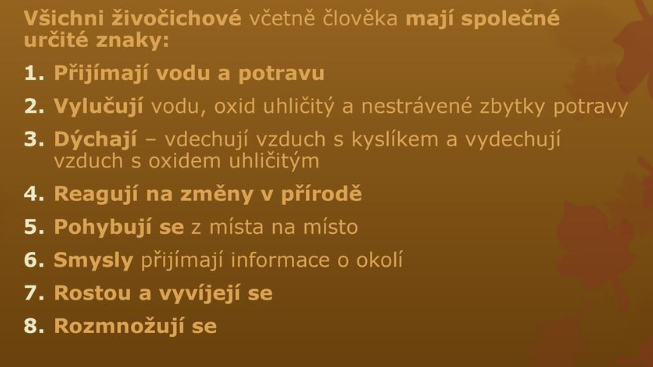 Všichni živočichové včetně člověka mají společné
určité znaky:
1. Přijímají vodu a potravu
2. Vylučují vodu, oxid uhličitý a nestrávené zbytky potravy
3. Dýchají – vdechují vzduch s kyslíkem a vydechují
vzduch s oxidem uhličitým
4. Reagují na změny v přírodě
5. Pohybují se z místa na místo
6. Smysly přijímají informace o okolí
7. Rostou a vyvíjejí se
8. Rozmnožují se